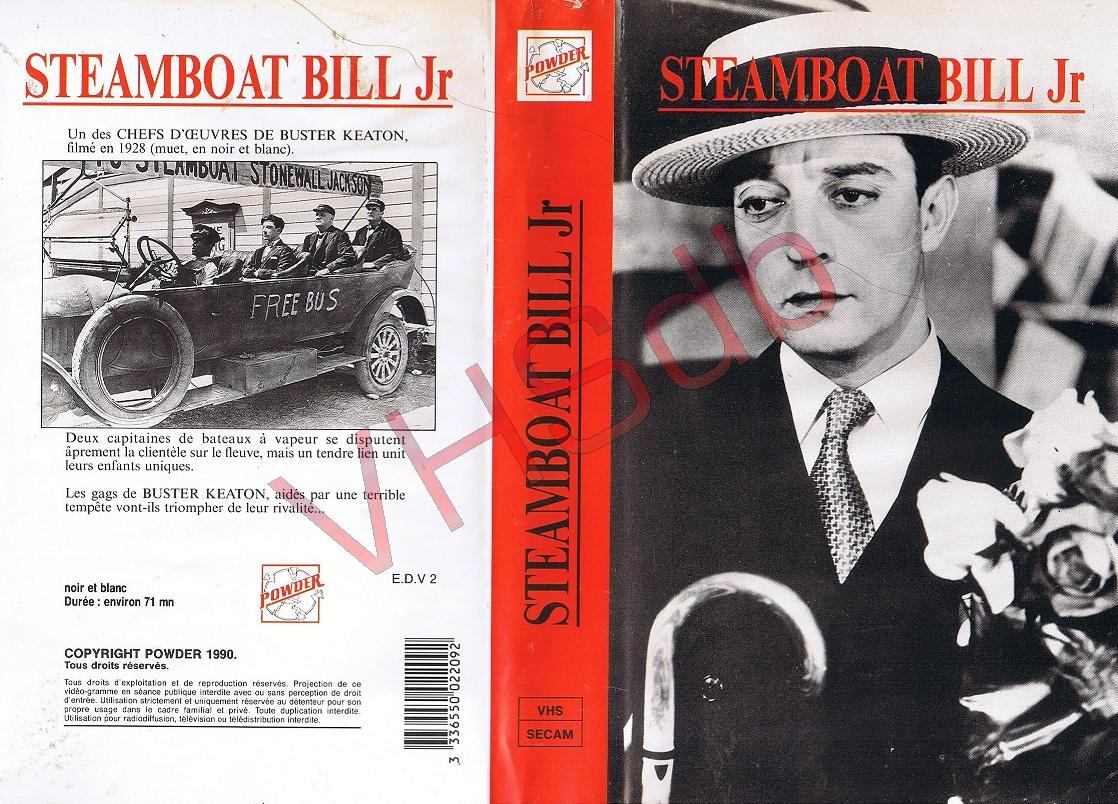 STEAMBOAT BILL Jr
Un des CHEFS D'ŒUVRES DE BUSTER KEATON,
filmé en 1928 (muet, en noir et blanc).
STEAMBOAT STONEWALL JACKSON
FREE BUS
Deux capitaines de bateaux à vapeur se disputent
âprement la clientèle sur le fleuve, mais un tendre lien unit
leurs enfants uniques.
Les gags de BUSTER KEATON, aidés par une terrible
tempête vont-ils triompher de leur rivalité...
noir et blanc
Durée : environ 71 mn
POWDER
E.D.V 2
COPYRIGHT POWDER 1990.
Tous droits réservés.
Tous droits d'exploitation et de reproduction réservés. Projection de ce
vidéo-gramme en séance publique interdite avec ou sans perception de droit
d'entrée. Utilisation strictement et uniquement réservée au détenteur pour son
propre usage dans le cadre familial et privé. Toute duplication interdite.
Utilisation pour radiodiffusion, télévision ou télédistribution interdite.
3 336550 022092
POWDER
STEAMBOAT BILL Jr
VHS
SECAM
STEAMBOAT BILL Jr
VHSdb